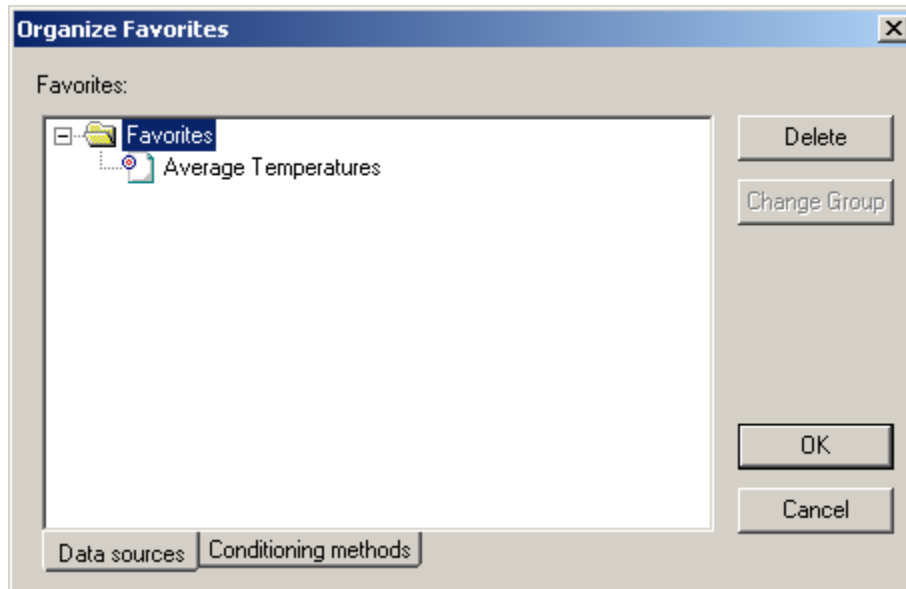 Organize Favorites
Favorites:
Favorites
Average Temperatures
Delete
Change Group
OK
Cancel
Data sources
Conditioning methods